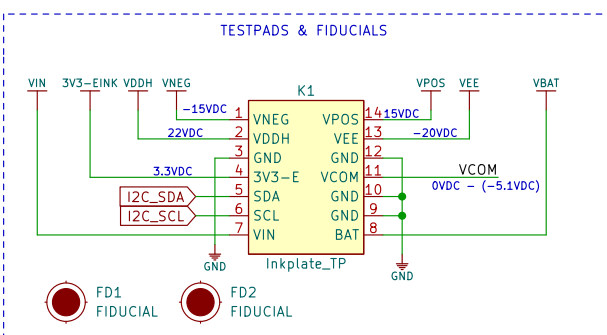 TESTPADS & FIDUCIALS
VIN 3V3-EINK VDDH VNEG VPOS VEE VBAT
K1
-15VDC 1 VNEG VPOS 14 15VDC
22VDC 2 VDDH VEE 13 -20VDC
3 GND GND 12
3.3VDC 4 3V3-E VCOM 11 VCOM
0VDC - (-5.1VDC)
I2C_SDA 5 SDA GND 10
I2C_SCL 6 SCL GND 9
7 VIN BAT 8
GND Inkplate_TP GND
FD1 FD2
FIDUCIAL FIDUCIAL